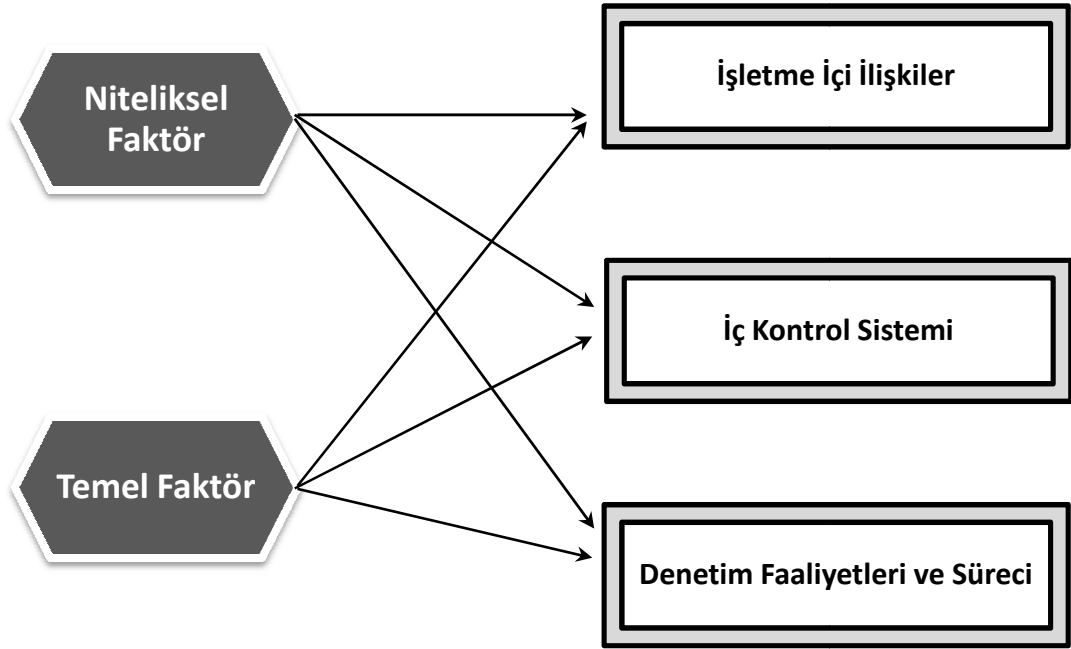 Niteliksel
Faktör
İşletme İçi İlişkiler
İç Kontrol Sistemi
Temel Faktör
Denetim Faaliyetleri ve Süreci